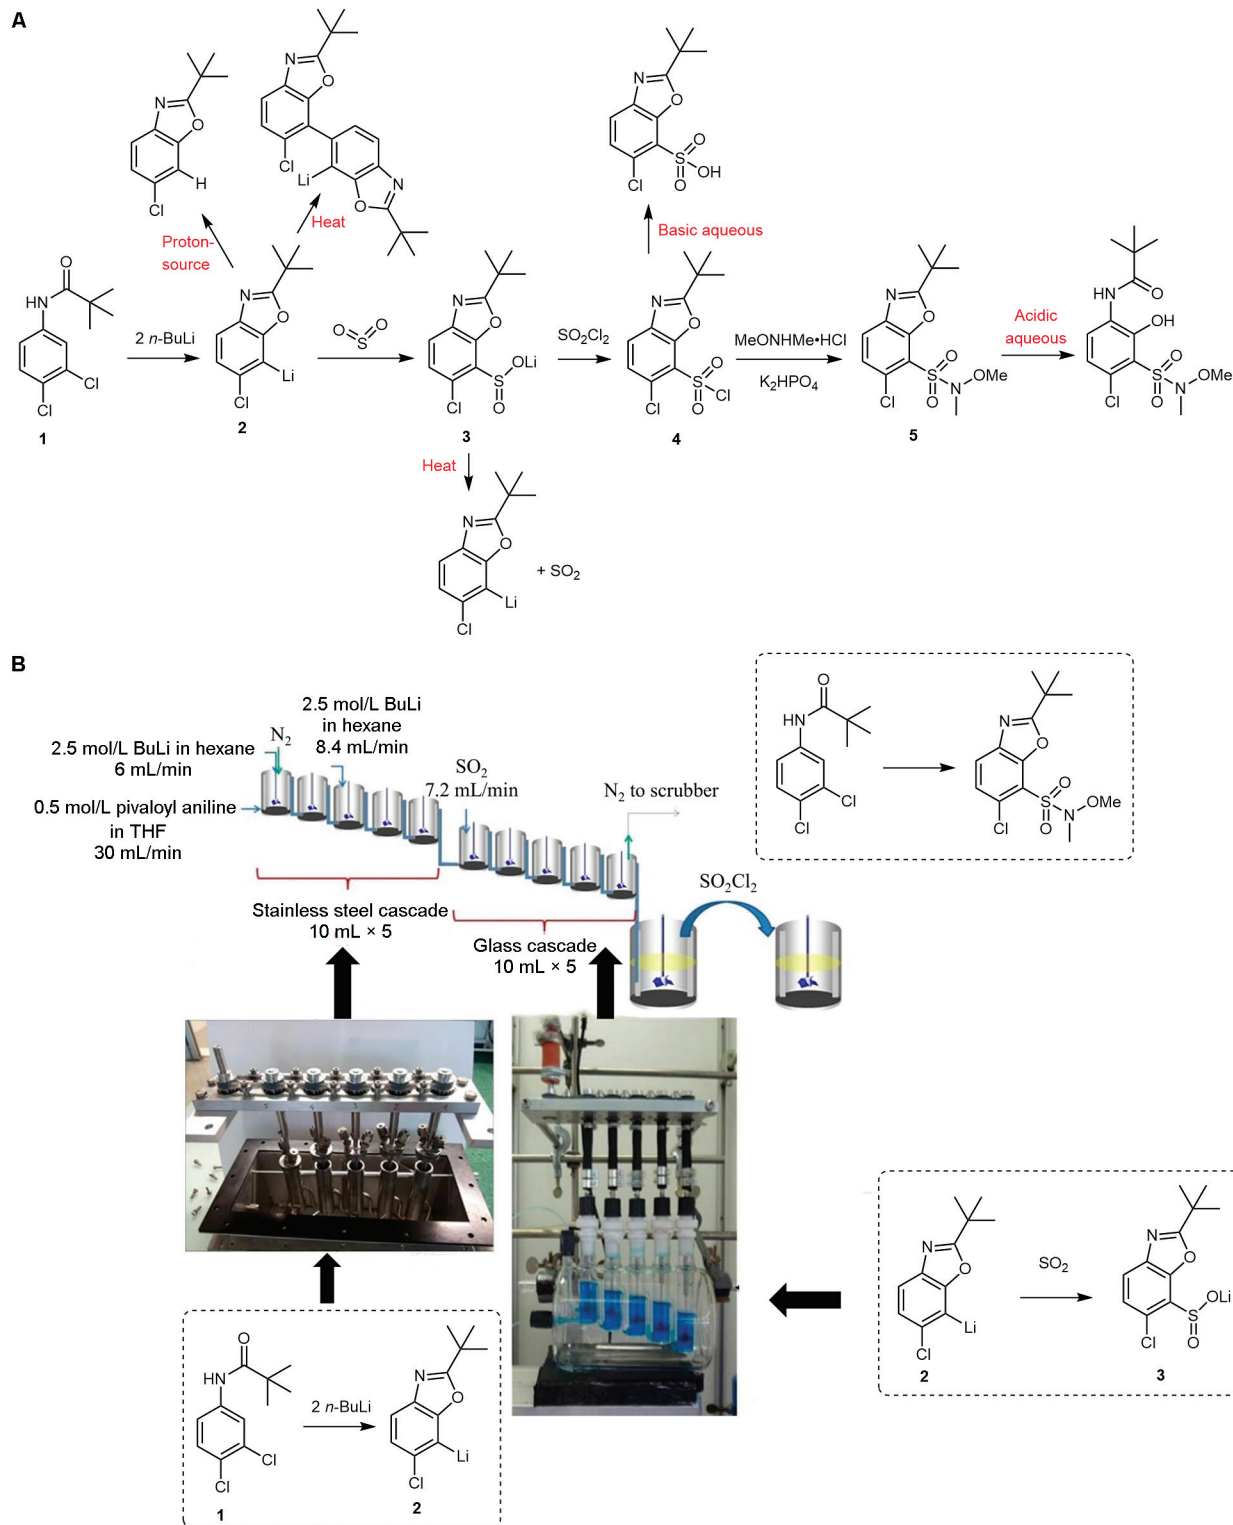 A
N
O
H
Cl
N
O
Cl
Li
N
O
N
O
Cl
S
O
O
OH
Proton-
source
Heat
Basic aqueous
O
HN
Cl
Cl
1
2 n-BuLi
N
O
Li
Cl
2
O
S
O
N
O
OLi
S
O
Cl
3
SO2Cl2
N
O
O
S
Cl
O
Cl
4
MeONHMe•HCl
K2HPO4
N
O
O
S
N
OMe
O
Cl
5
Acidic
aqueous
HN
O
OH
O
S
N
OMe
O
Cl
Heat
N
O
Li
Cl
+ SO2
B
2.5 mol/L BuLi in hexane
6 mL/min
N2
2.5 mol/L BuLi
in hexane
8.4 mL/min
0.5 mol/L pivaloyl aniline
in THF
30 mL/min
SO2
7.2 mL/min
N2 to scrubber
Stainless steel cascade
10 mL × 5
Glass cascade
10 mL × 5
SO2Cl2
O
HN
Cl
Cl
N
O
O
S
N
OMe
O
Cl
5 4 3 2 1
O
HN
Cl
Cl
1
2 n-BuLi
N
O
Li
Cl
2
N
O
Li
Cl
2
SO2
N
O
OLi
S
O
Cl
3